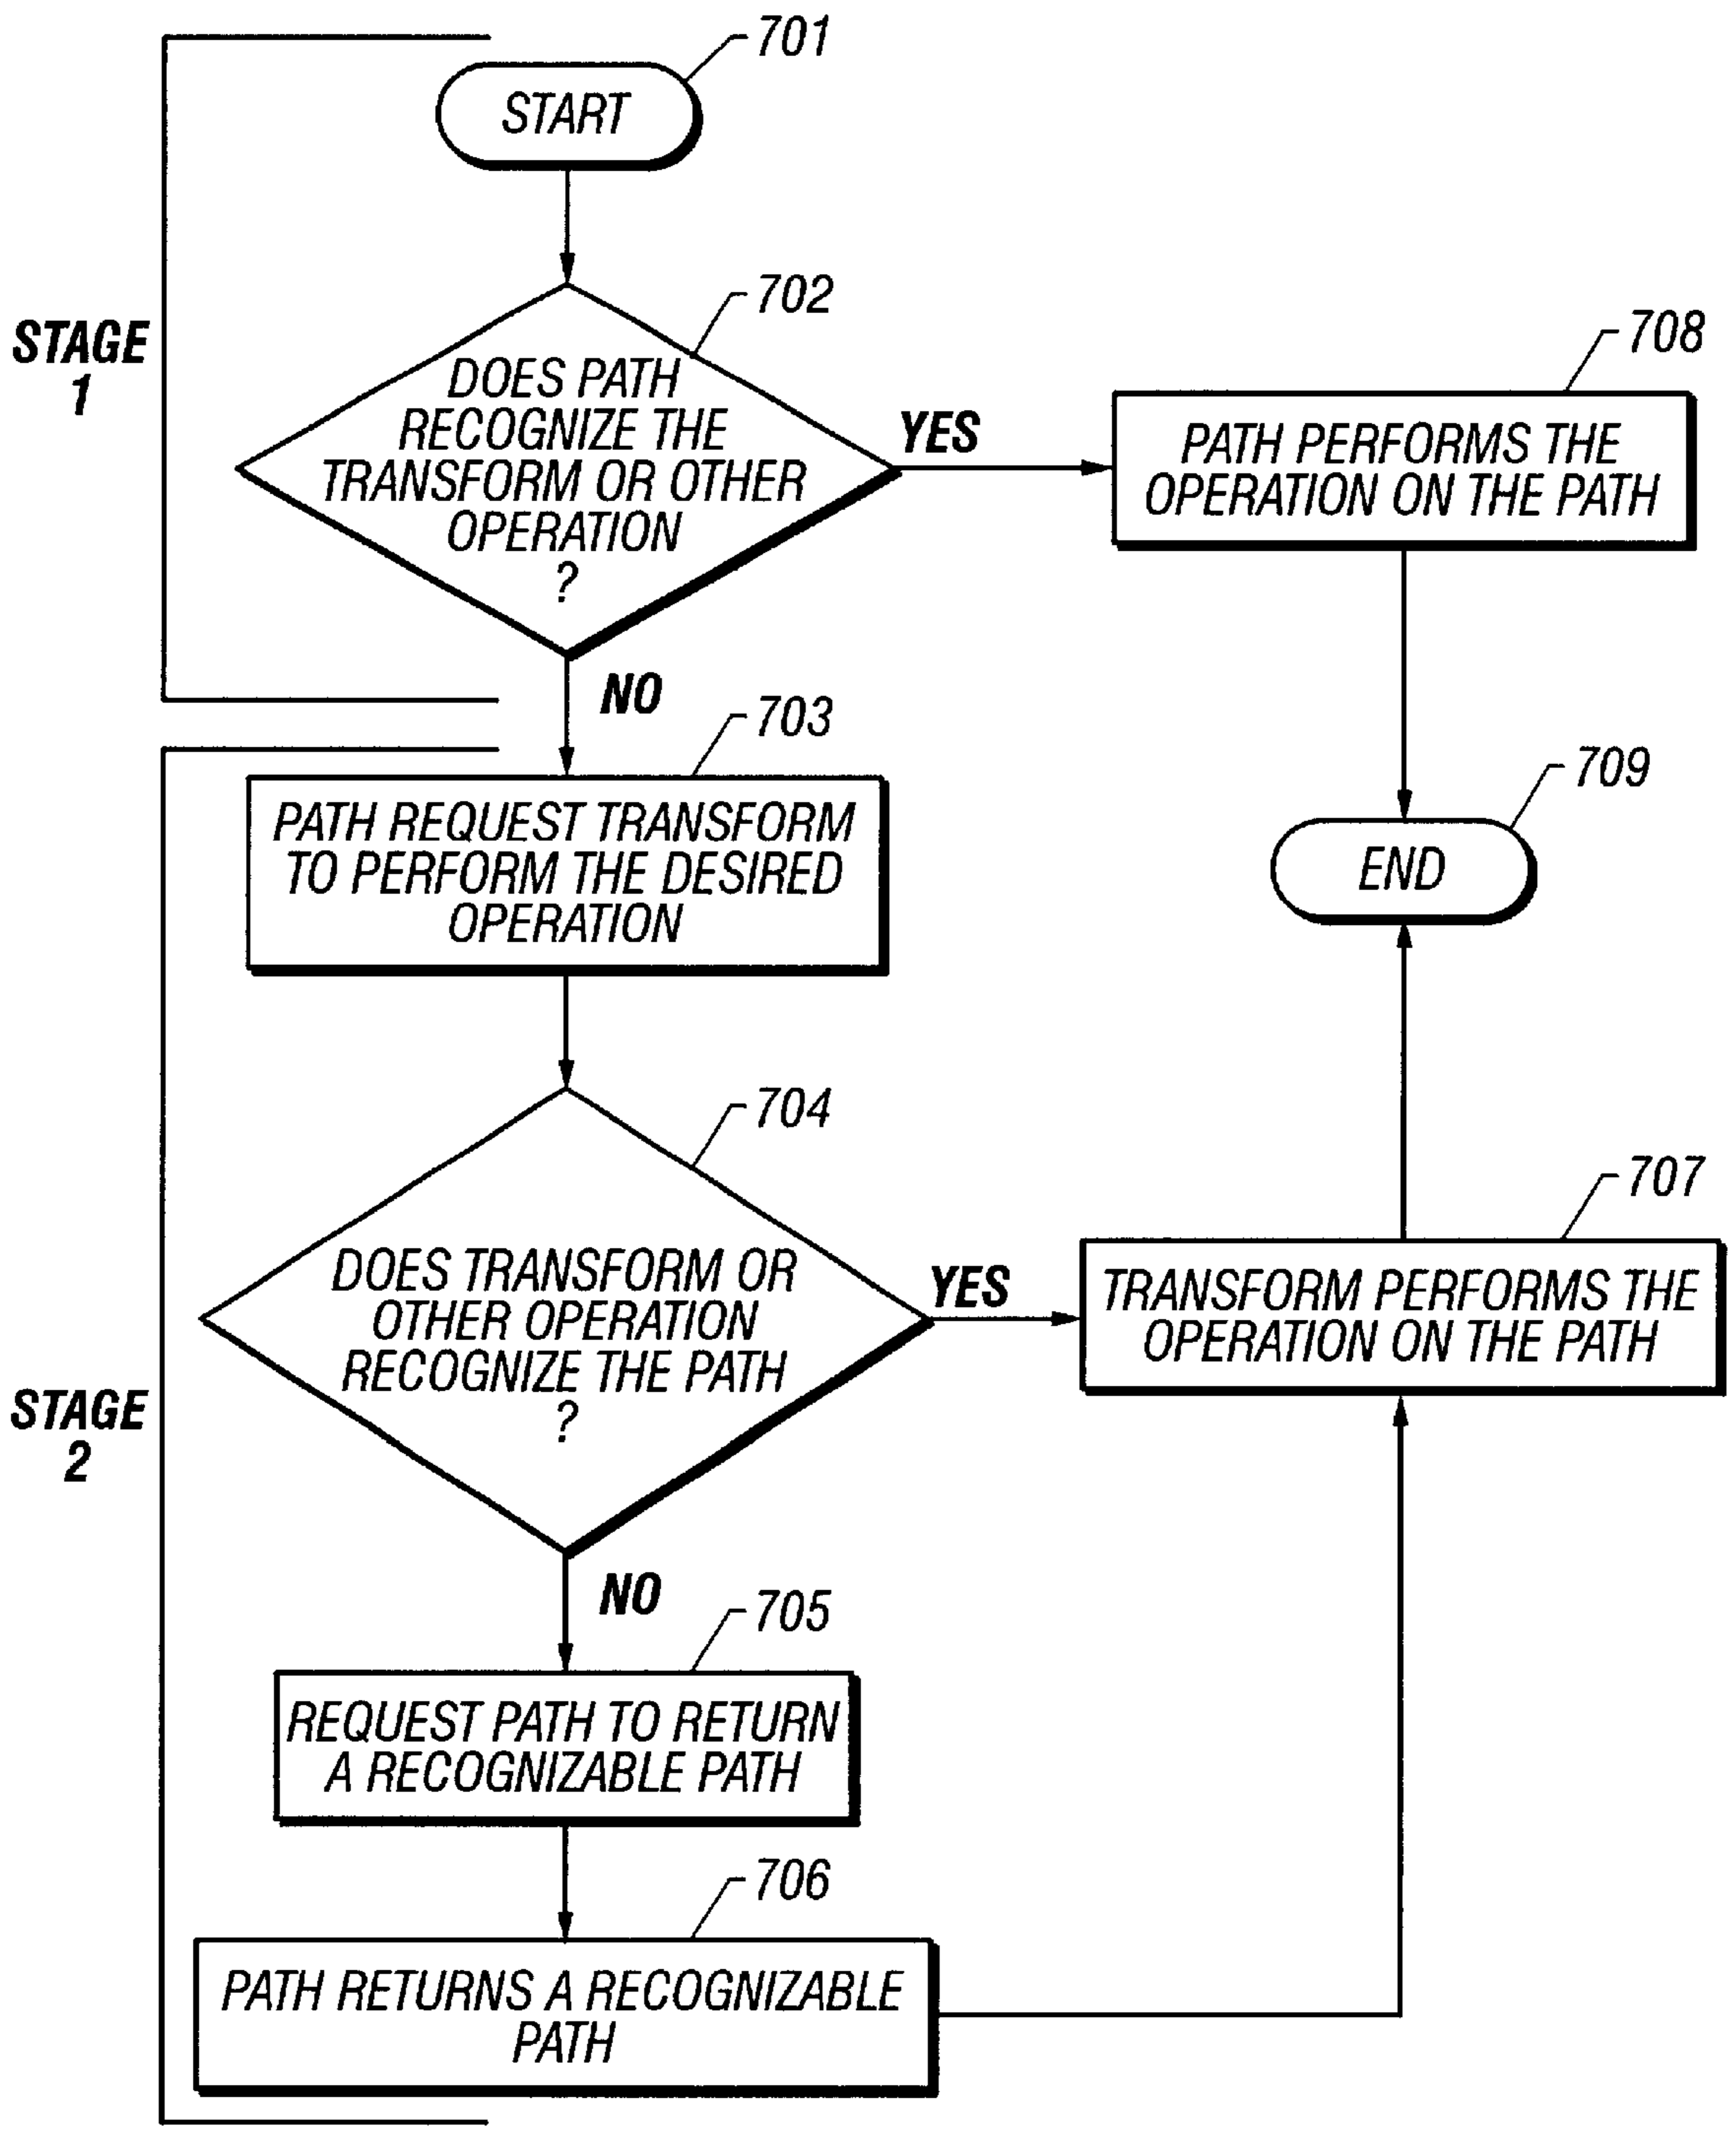 701
START
702
STAGE
1
DOES PATH
RECOGNIZE THE
TRANSFORM OR OTHER
OPERATION
?
YES
708
PATH PERFORMS THE
OPERATION ON THE PATH
NO
703
PATH REQUEST TRANSFORM
TO PERFORM THE DESIRED
OPERATION
709
END
704
STAGE
2
DOES TRANSFORM OR
OTHER OPERATION
RECOGNIZE THE PATH
?
YES
707
TRANSFORM PERFORMS THE
OPERATION ON THE PATH
NO
705
REQUEST PATH TO RETURN
A RECOGNIZABLE PATH
706
PATH RETURNS A RECOGNIZABLE
PATH